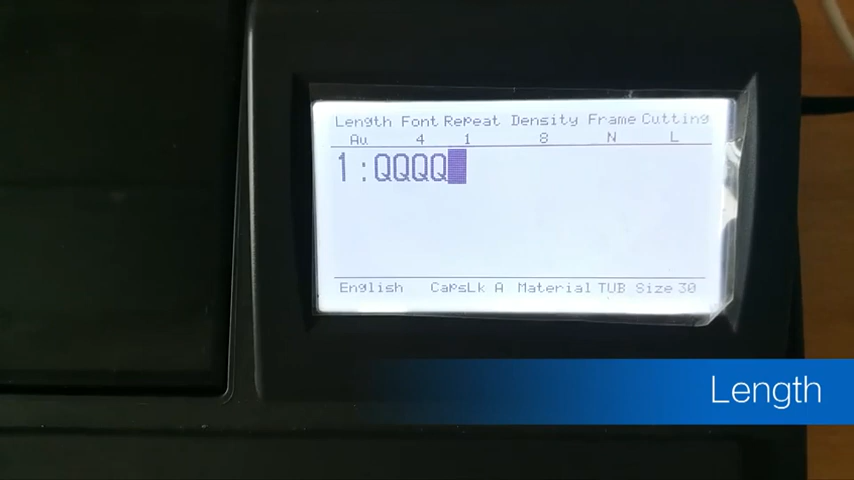 Length Font Repeat Density Frame Cutting
Au 4 1 8 N L
1:QQQQ
English CapsLk A Material TUB Size 30
Length